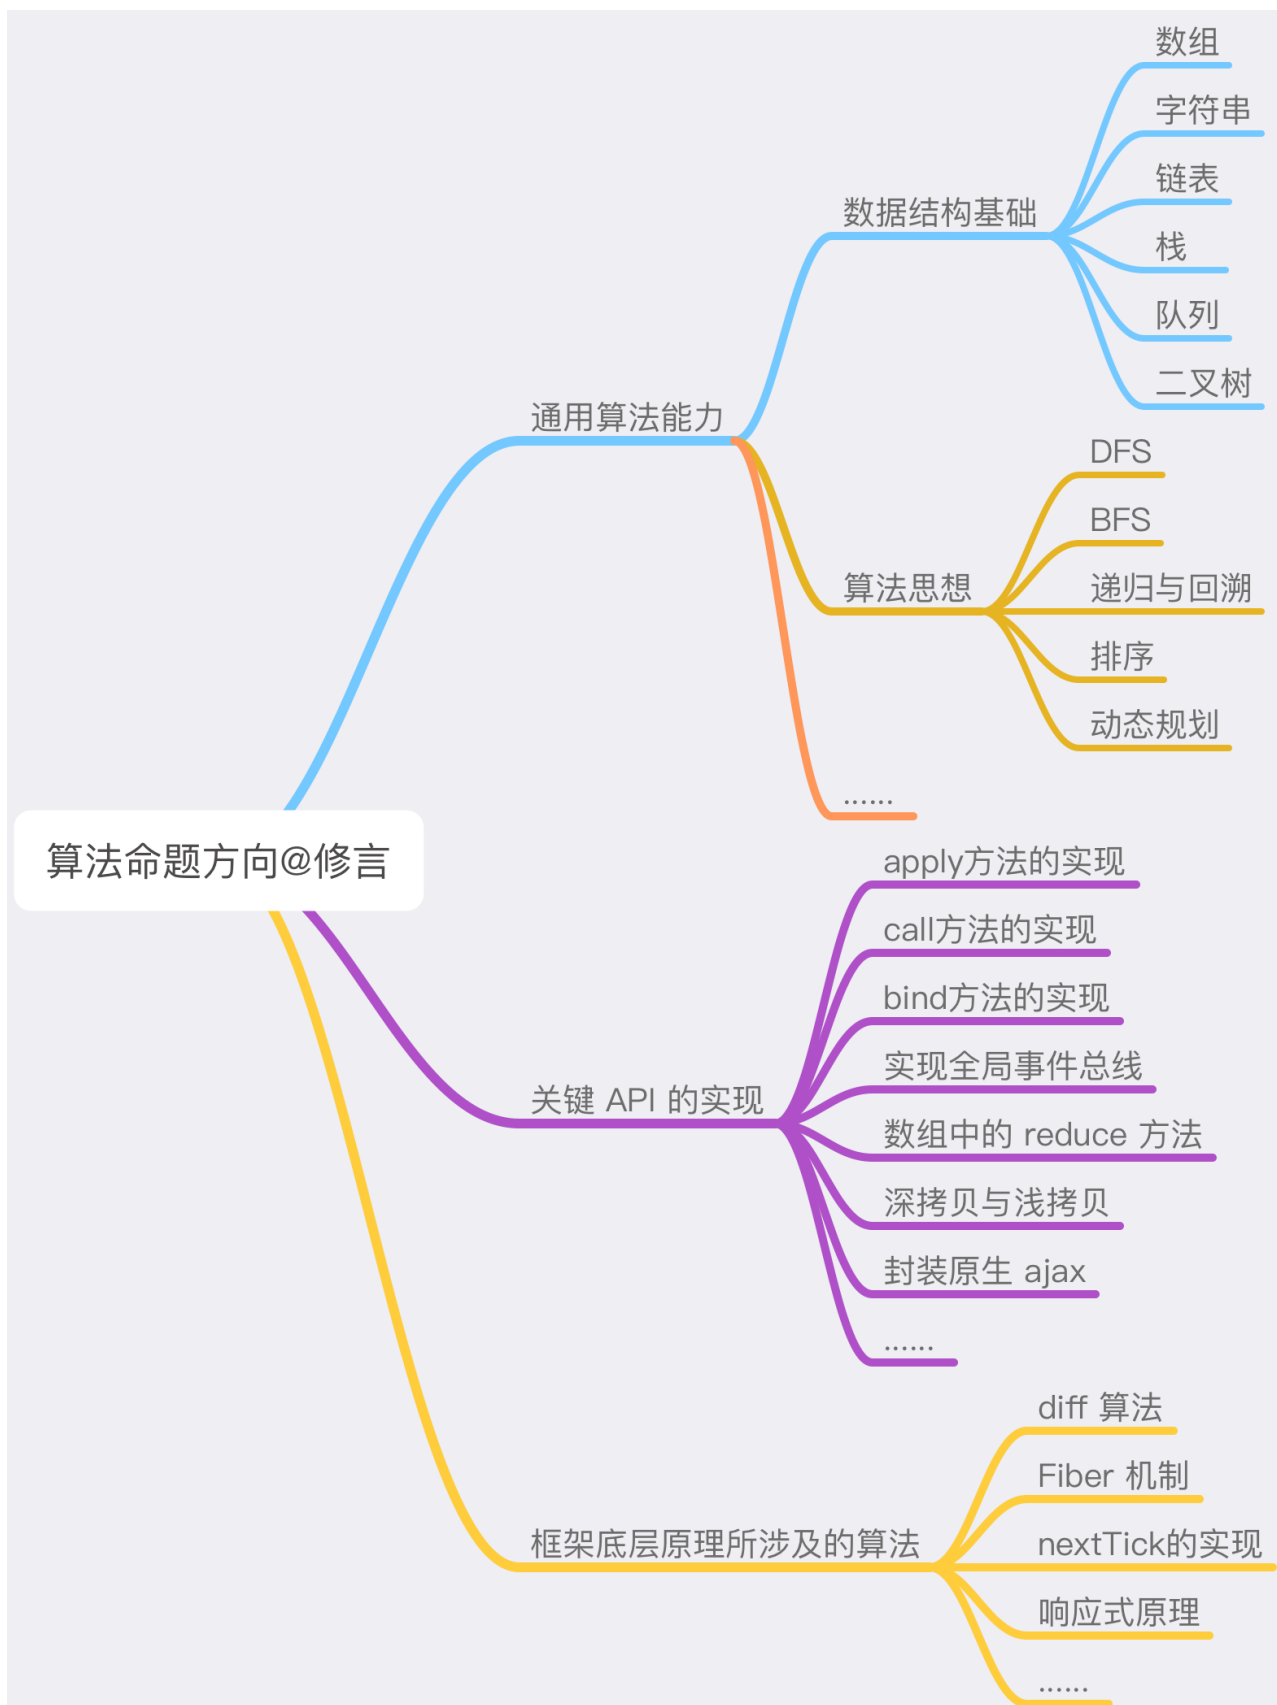 数组
字符串
链表
数据结构基础
栈
队列
二叉树
通用算法能力
DFS
BFS
算法思想
递归与回溯
排序
动态规划
……
算法命题方向@修言
apply方法的实现
call方法的实现
bind方法的实现
实现全局事件总线
关键 API 的实现
数组中的 reduce 方法
深拷贝与浅拷贝
封装原生 ajax
……
diff 算法
Fiber 机制
框架底层原理所涉及的算法
nextTick的实现
响应式原理
……